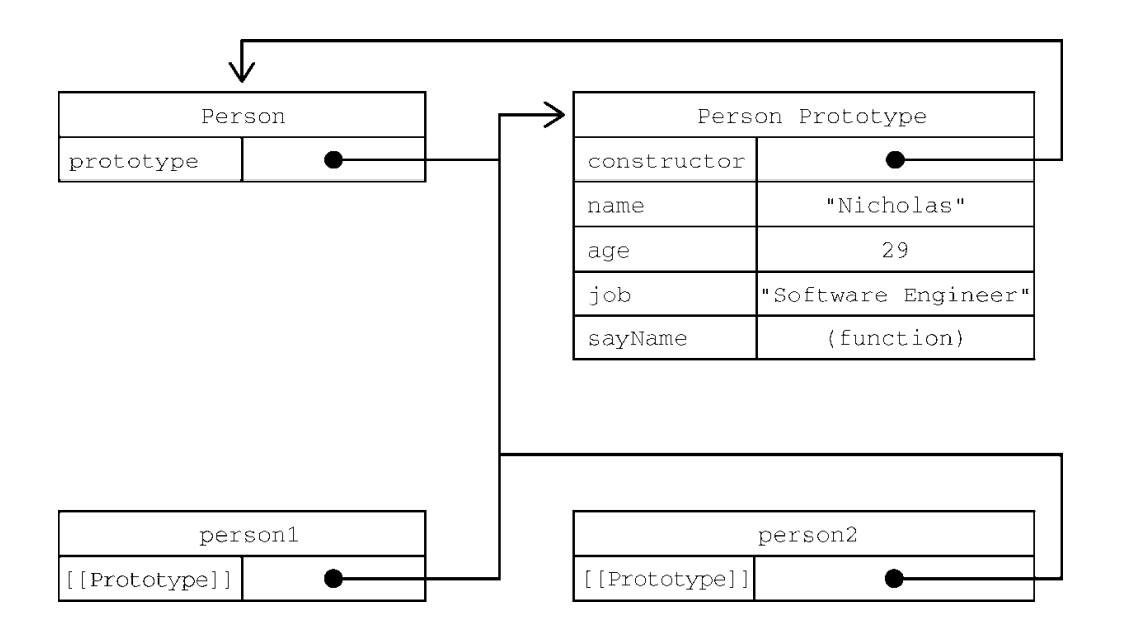 Person
prototype
Person Prototype
constructor
name "Nicholas"
age 29
job "Software Engineer"
sayName (function)
person1
[[Prototype]]
person2
[[Prototype]]